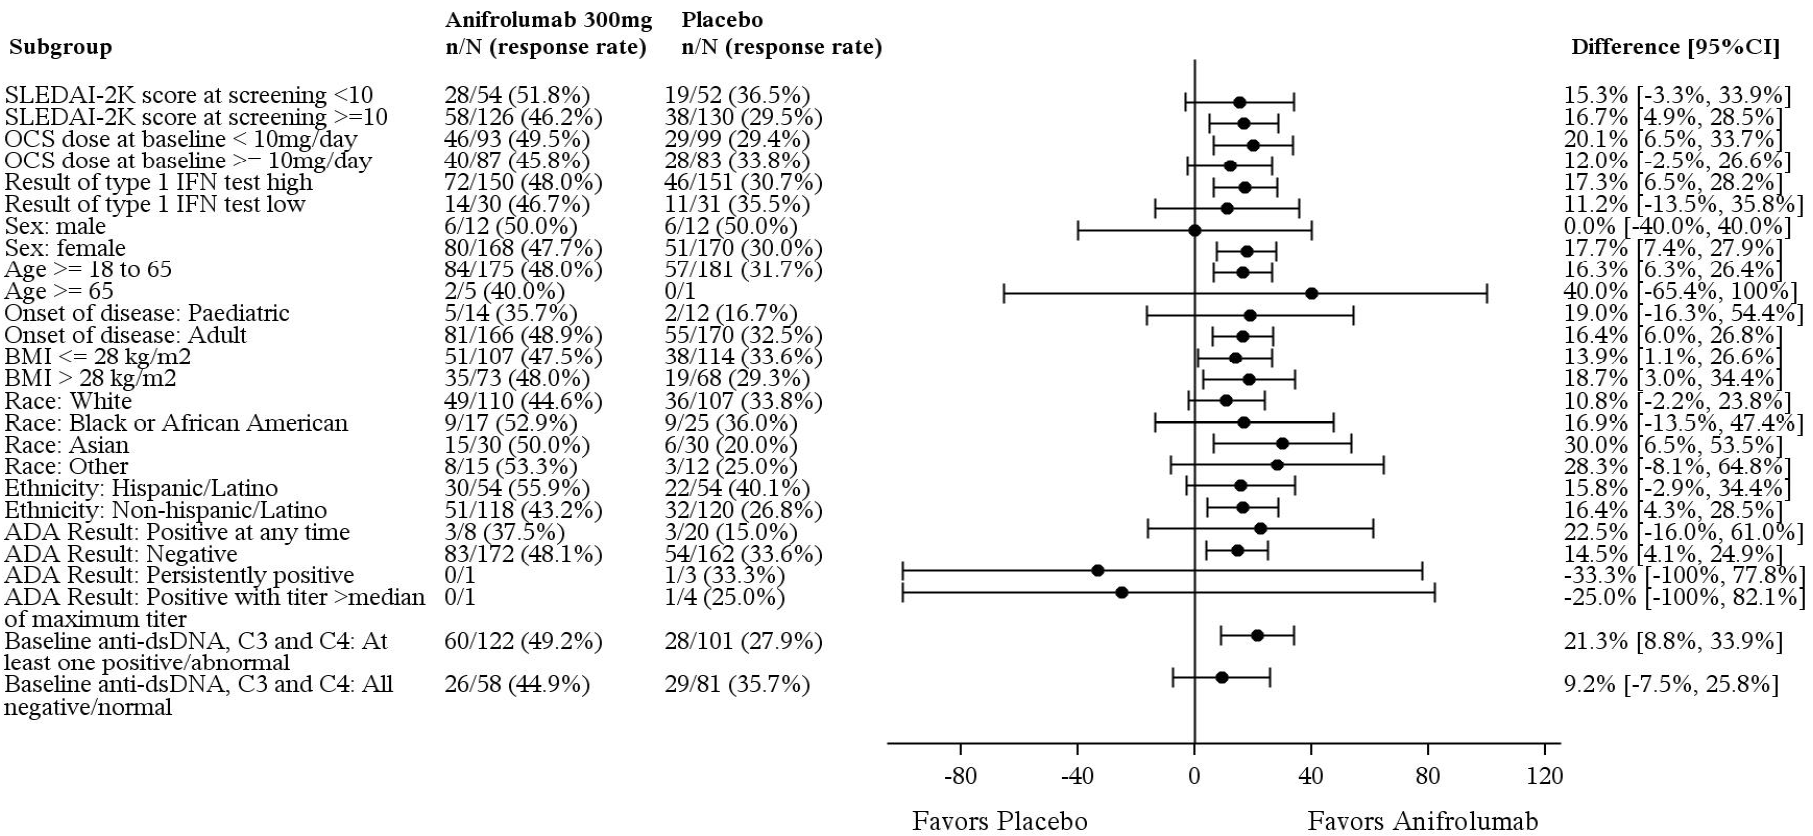 Anifrolumab 300mg Placebo
Subgroup n/N (response rate) n/N (response rate) Difference [95%CI]
SLEDAI-2K score at screening <10 28/54 (51.8%) 19/52 (36.5%) 15.3% [-3.3%, 33.9%]
SLEDAI-2K score at screening >=10 58/126 (46.2%) 38/130 (29.5%) 16.7% [4.9%, 28.5%]
OCS dose at baseline < 10mg/day 46/93 (49.5%) 29/99 (29.4%) 20.1% [6.5%, 33.7%]
OCS dose at baseline >= 10mg/day 40/87 (45.8%) 28/83 (33.8%) 12.0% [-2.5%, 26.6%]
Result of type 1 IFN test high 72/150 (48.0%) 46/151 (30.7%) 17.3% [6.5%, 28.2%]
Result of type 1 IFN test low 14/30 (46.7%) 11/31 (35.5%) 11.2% [-13.5%, 35.8%]
Sex: male 6/12 (50.0%) 6/12 (50.0%) 0.0% [-40.0%, 40.0%]
Sex: female 80/168 (47.7%) 51/170 (30.0%) 17.7% [7.4%, 27.9%]
Age >= 18 to 65 84/175 (48.0%) 57/181 (31.7%) 16.3% [6.3%, 26.4%]
Age >= 65 2/5 (40.0%) 0/1 40.0% [-65.4%, 100%]
Onset of disease: Paediatric 5/14 (35.7%) 2/12 (16.7%) 19.0% [-16.3%, 54.4%]
Onset of disease: Adult 81/166 (48.9%) 55/170 (32.5%) 16.4% [6.0%, 26.8%]
BMI <= 28 kg/m2 51/107 (47.5%) 38/114 (33.6%) 13.9% [1.1%, 26.6%]
BMI > 28 kg/m2 35/73 (48.0%) 19/68 (29.3%) 18.7% [3.0%, 34.4%]
Race: White 49/110 (44.6%) 36/107 (33.8%) 10.8% [-2.2%, 23.8%]
Race: Black or African American 9/17 (52.9%) 9/25 (36.0%) 16.9% [-13.5%, 47.4%]
Race: Asian 15/30 (50.0%) 6/30 (20.0%) 30.0% [6.5%, 53.5%]
Race: Other 8/15 (53.3%) 3/12 (25.0%) 28.3% [-8.1%, 64.8%]
Ethnicity: Hispanic/Latino 30/54 (55.9%) 22/54 (40.1%) 15.8% [-2.9%, 34.4%]
Ethnicity: Non-hispanic/Latino 51/118 (43.2%) 32/120 (26.8%) 16.4% [4.3%, 28.5%]
ADA Result: Positive at any time 3/8 (37.5%) 3/20 (15.0%) 22.5% [-16.0%, 61.0%]
ADA Result: Negative 83/172 (48.1%) 54/162 (33.6%) 14.5% [4.1%, 24.9%]
ADA Result: Persistently positive 0/1 1/3 (33.3%) -33.3% [-100%, 77.8%]
ADA Result: Positive with titer >median 0/1 1/4 (25.0%) -25.0% [-100%, 82.1%]
of maximum titer
Baseline anti-dsDNA, C3 and C4: At 60/122 (49.2%) 28/101 (27.9%) 21.3% [8.8%, 33.9%]
least one positive/abnormal
Baseline anti-dsDNA, C3 and C4: All 26/58 (44.9%) 29/81 (35.7%) 9.2% [-7.5%, 25.8%]
negative/normal
-80 -40 0 40 80 120
Favors Placebo Favors Anifrolumab